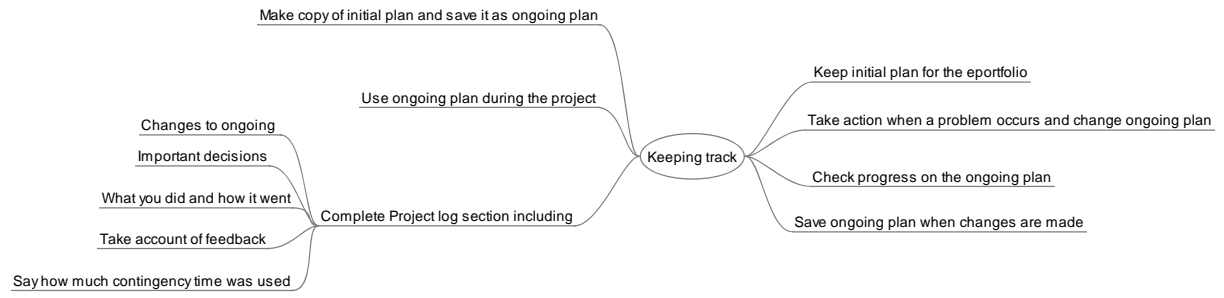 Make copy of initial plan and save it as ongoing plan
Keep initial plan for the eportfolio
Use ongoing plan during the project
Take action when a problem occurs and change ongoing plan
Changes to ongoing
Important decisions
Keeping track
Check progress on the ongoing plan
What you did and how it went
Complete Project log section including
Save ongoing plan when changes are made
Take account of feedback
Say how much contingency time was used